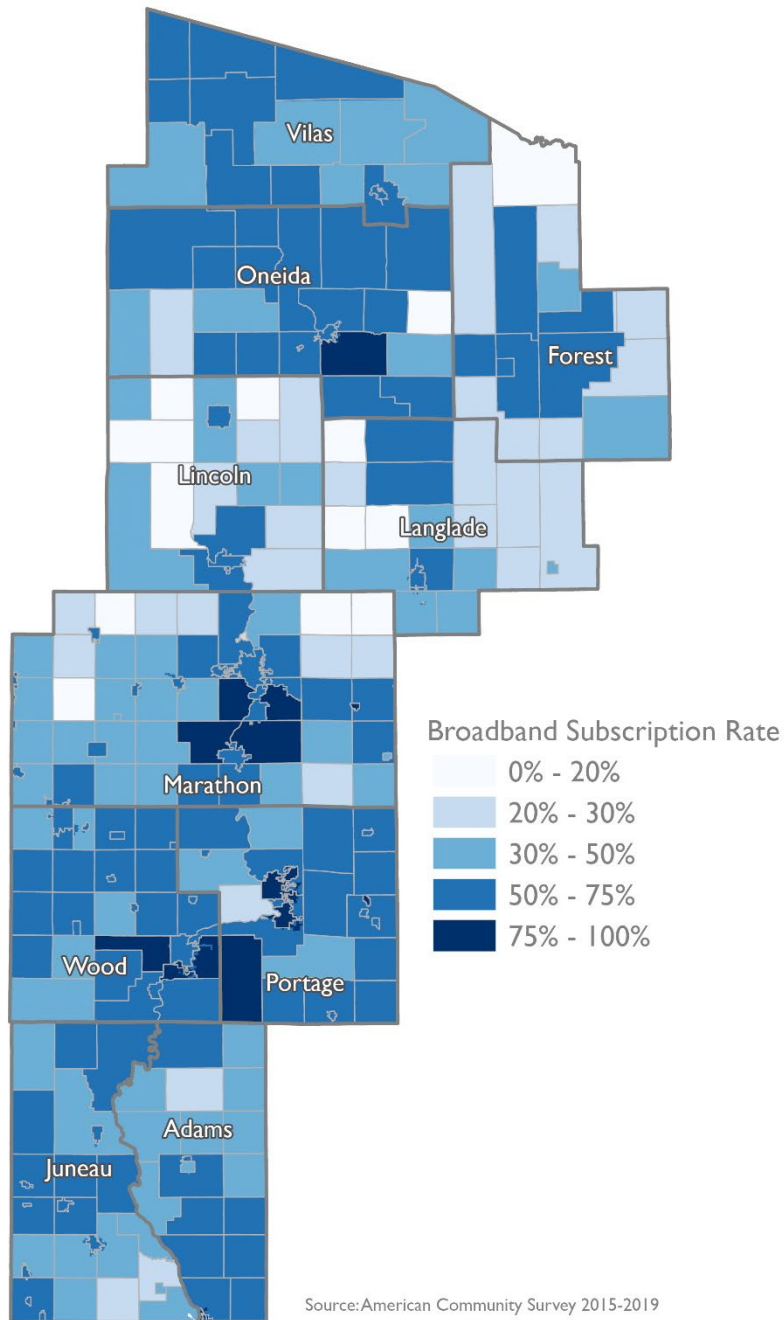 Vilas
Oneida
Forest
Lincoln
Langlade
Broadband Subscription Rate
0% - 20%
20% - 30%
30% - 50%
50% - 75%
75% - 100%
Marathon
Wood
Portage
Adams
Juneau
Source: American Community Survey 2015-2019